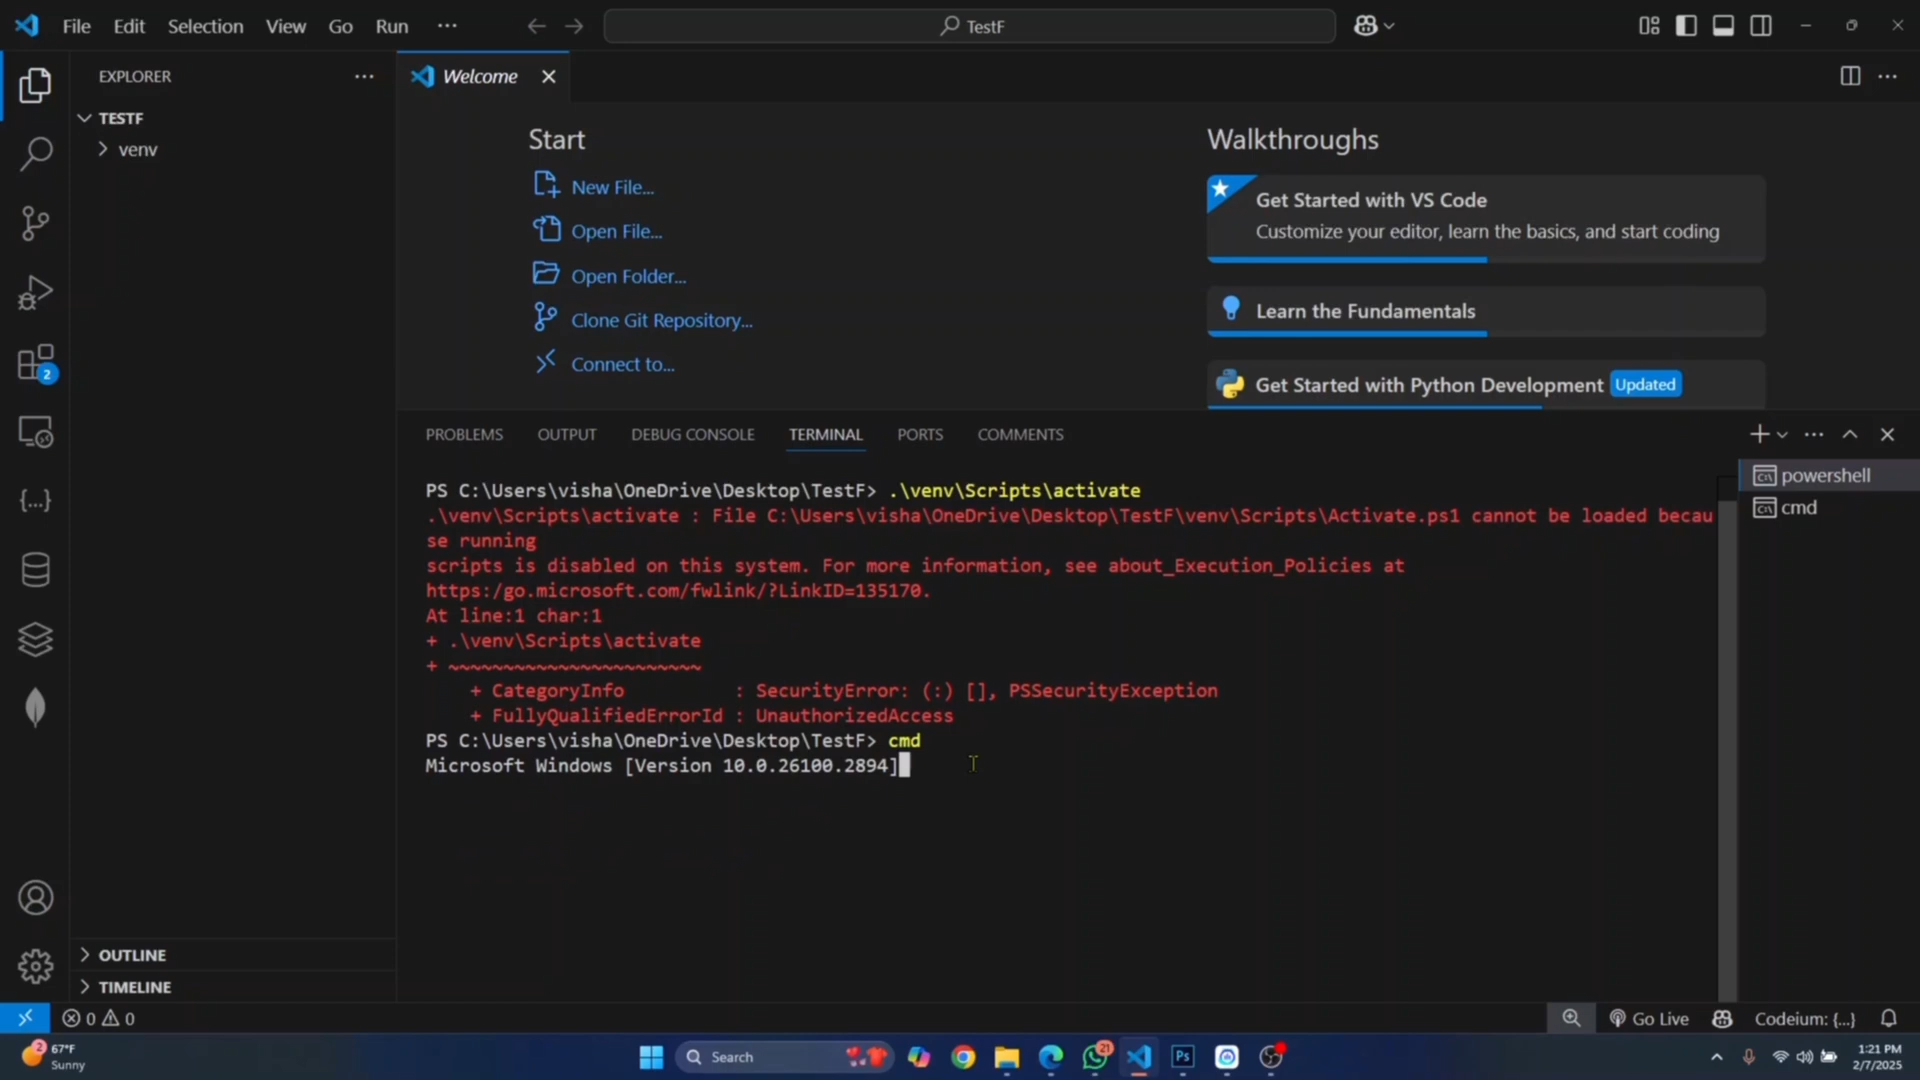 File Edit Selection View Go Run ···
TestF
EXPLORER
TESTF
venv
OUTLINE
TIMELINE
2
Welcome
Start
New File...
Open File...
Open Folder...
Clone Git Repository...
Connect to...
Walkthroughs
Get Started with VS Code
Customize your editor, learn the basics, and start coding
Learn the Fundamentals
Get Started with Python Development Updated
PROBLEMS OUTPUT DEBUG CONSOLE TERMINAL PORTS COMMENTS
powershell
cmd
PS C:\Users\visha\OneDrive\Desktop\TestF> .\venv\Scripts\activate
.\venv\Scripts\activate : File C:\Users\visha\OneDrive\Desktop\TestF\venv\Scripts\Activate.ps1 cannot be loaded becau
se running
scripts is disabled on this system. For more information, see about_Execution_Policies at
https:/go.microsoft.com/fwlink/?LinkID=135170.
At line:1 char:1
+ .\venv\Scripts\activate
+ ~~~~~~~~~~~~~~~~~~~~~~~
+ CategoryInfo : SecurityError: (:) [], PSSecurityException
+ FullyQualifiedErrorId : UnauthorizedAccess
PS C:\Users\visha\OneDrive\Desktop\TestF> cmd
Microsoft Windows [Version 10.0.26100.2894]
0 0
Go Live Codeium: {...}
2
67°F
Sunny
Search
21
Ps
1:21 PM
2/7/2025